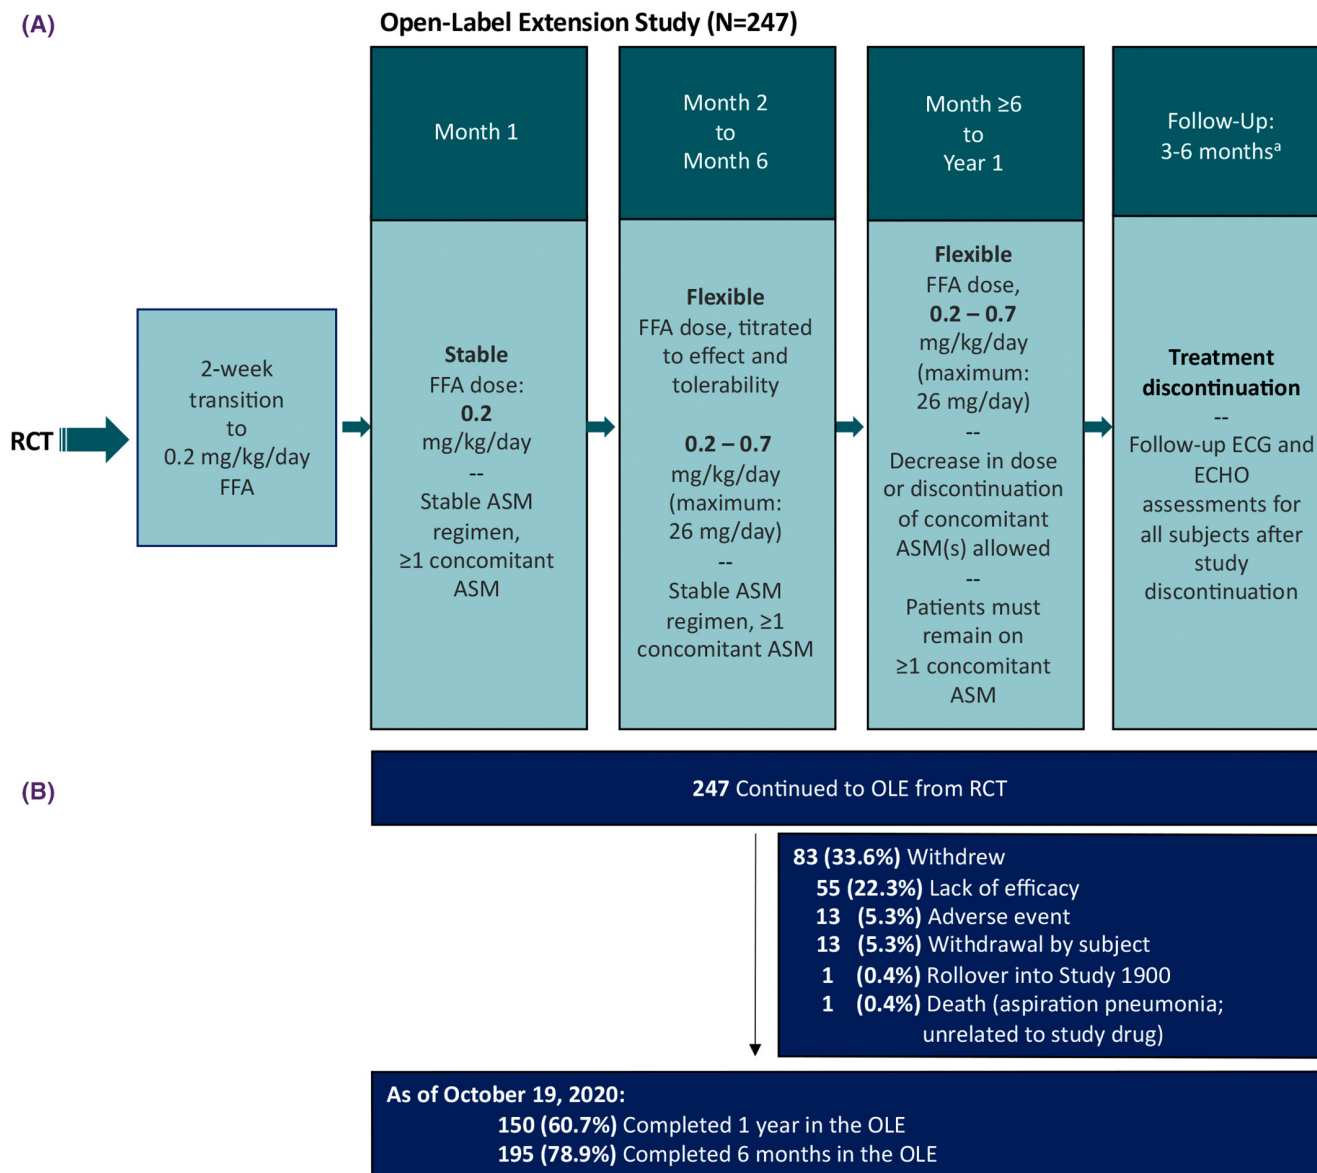 (A)
Open-Label Extension Study (N=247)
RCT
2-week
transition
to
0.2 mg/kg/day
FFA
Month 1
Stable
FFA dose:
0.2
mg/kg/day
--
Stable ASM
regimen,
≥1 concomitant
ASM
Month 2
to
Month 6
Flexible
FFA dose, titrated
to effect and
tolerability
0.2 – 0.7
mg/kg/day
(maximum:
26 mg/day)
--
Stable ASM
regimen, ≥1
concomitant ASM
Month ≥6
to
Year 1
Flexible
FFA dose,
0.2 – 0.7
mg/kg/day
(maximum:
26 mg/day)
--
Decrease in dose
or discontinuation
of concomitant
ASM(s) allowed
--
Patients must
remain on
≥1 concomitant
ASM
Follow-Up:
3-6 monthsᵃ
Treatment
discontinuation
--
Follow-up ECG and
ECHO
assessments for
all subjects after
study
discontinuation
(B)
247 Continued to OLE from RCT
83 (33.6%) Withdrew
55 (22.3%) Lack of efficacy
13 (5.3%) Adverse event
13 (5.3%) Withdrawal by subject
1 (0.4%) Rollover into Study 1900
1 (0.4%) Death (aspiration pneumonia;
unrelated to study drug)
As of October 19, 2020:
150 (60.7%) Completed 1 year in the OLE
195 (78.9%) Completed 6 months in the OLE